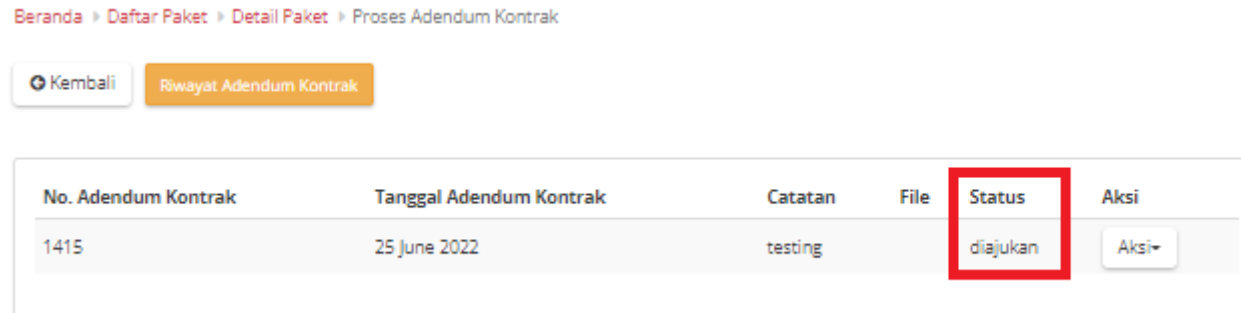 Beranda Daftar Paket Detail Paket Proses Adendum Kontrak
Kembali Riwayat Adendum Kontrak
No. Adendum Kontrak Tanggal Adendum Kontrak Catatan File Status Aksi
1415 25 June 2022 testing diajukan Aksi